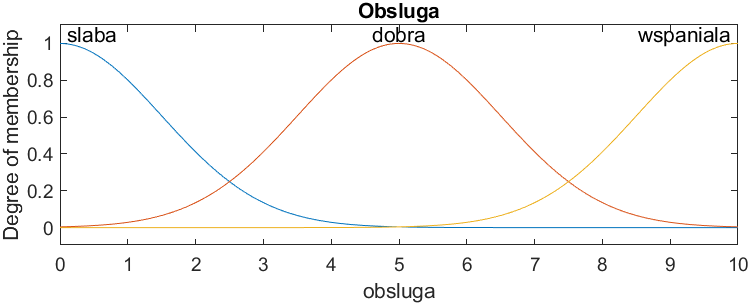 Obsluga
slaba dobra wspaniala
Degree of membership
1
0.8
0.6
0.4
0.2
0
0 1 2 3 4 5 6 7 8 9 10
obsluga